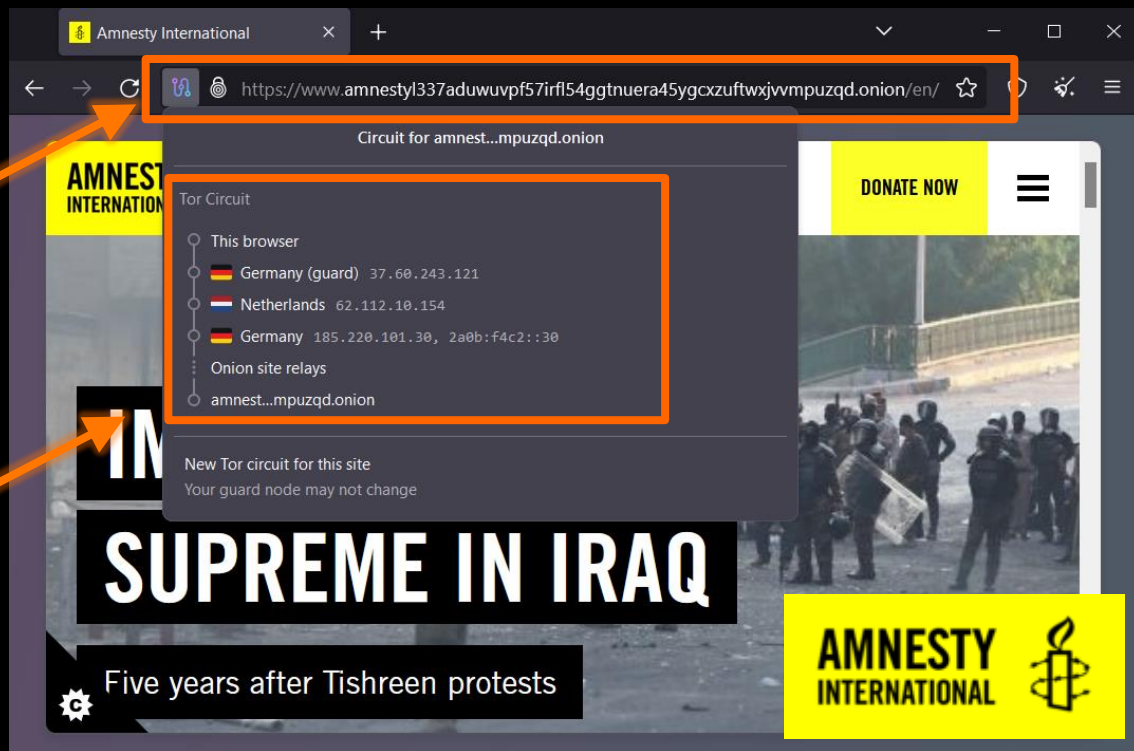 Amnesty International
https://www.amnestyl337aduwuvpf57irfl54ggtnuera45ygcxzuftwxjvvmpuzqd.onion/en/
Circuit for amnest...mpuzqd.onion
AMNEST
INTERNATION
DONATE NOW
Tor Circuit
This browser
Germany (guard) 37.60.243.121
Netherlands 62.112.10.154
Germany 185.220.101.30, 2a0b:f4c2::30
Onion site relays
amnest...mpuzqd.onion
New Tor circuit for this site
Your guard node may not change
IM
SUPREME IN IRAQ
Five years after Tishreen protests
C
AMNESTY
INTERNATIONAL